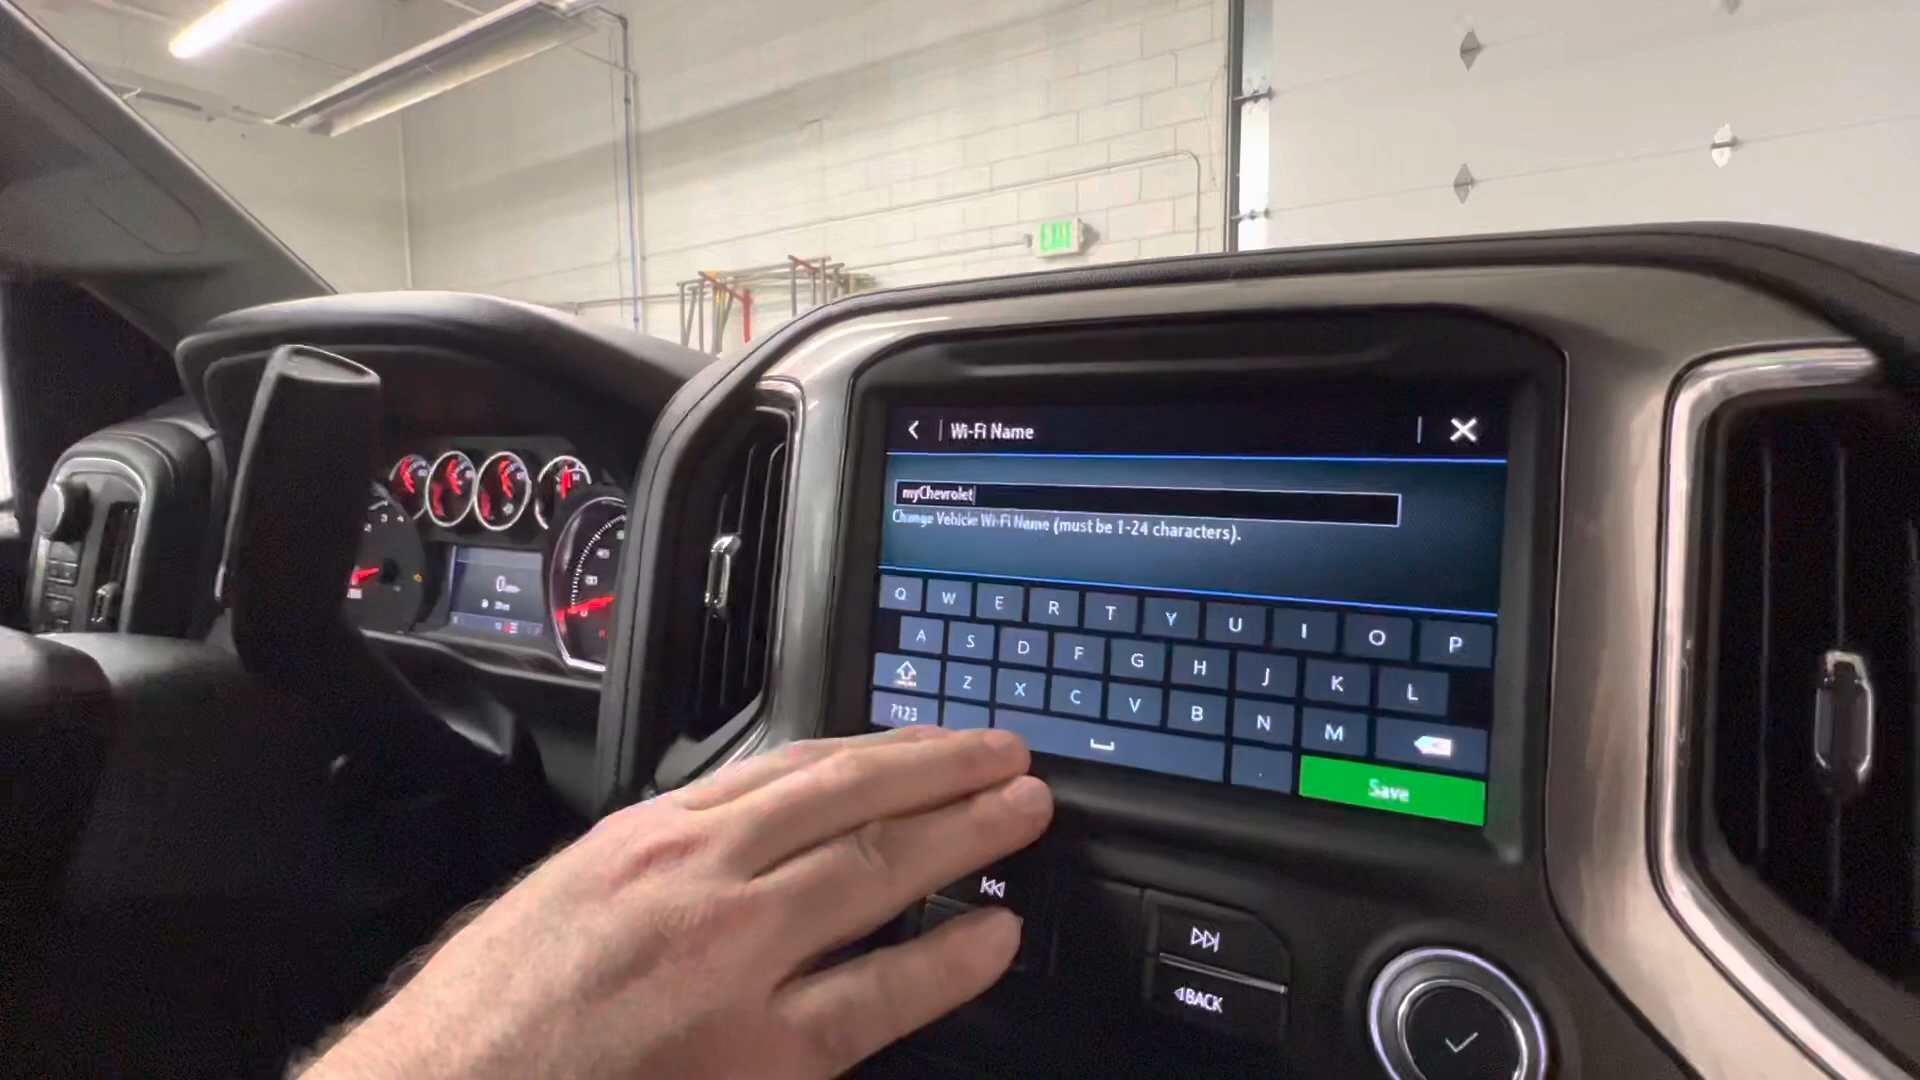 EXIT
Wi-Fi Name
myChevrolet
Change Vehicle Wi-Fi Name (must be 1-24 characters).
Q W E R T Y U I O P
A S D F G H J K L
Z X C V B N M
?123
.
Save
BACK